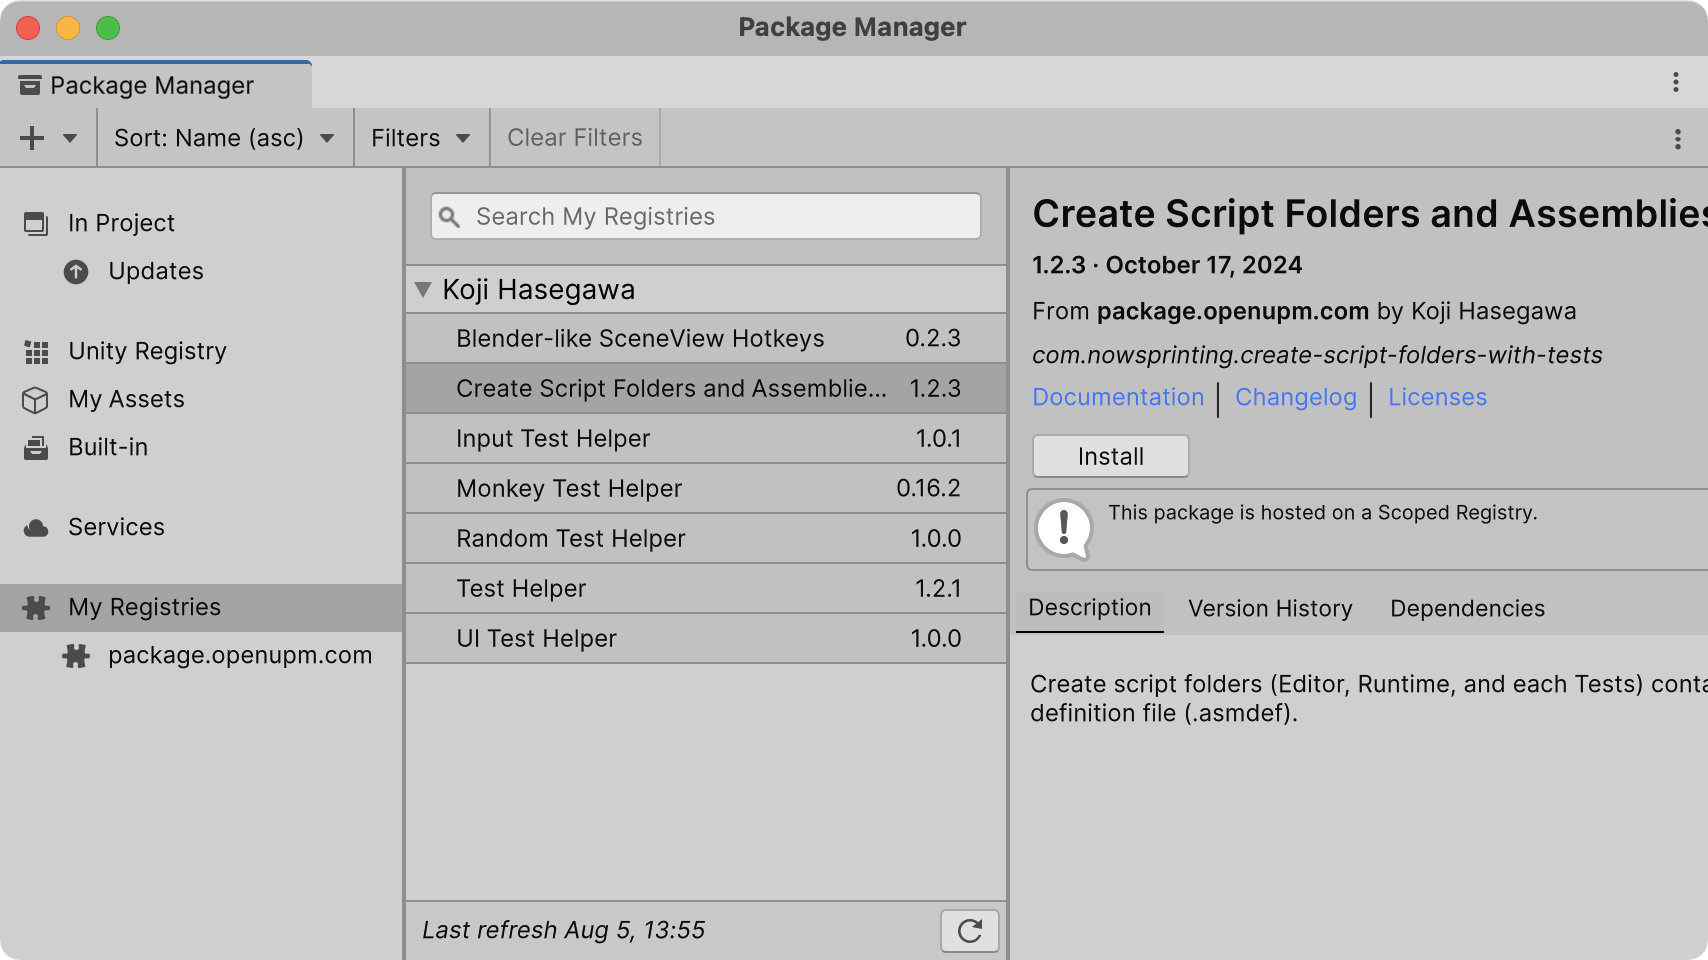 Package Manager
Package Manager
Sort: Name (asc)
Filters
Clear Filters
In Project
Updates
Unity Registry
My Assets
Built-in
Services
My Registries
package.openupm.com
Search My Registries
Koji Hasegawa
Blender-like SceneView Hotkeys 0.2.3
Create Script Folders and Assemblie... 1.2.3
Input Test Helper 1.0.1
Monkey Test Helper 0.16.2
Random Test Helper 1.0.0
Test Helper 1.2.1
UI Test Helper 1.0.0
Last refresh Aug 5, 13:55
Create Script Folders and Assemblies
1.2.3 · October 17, 2024
From package.openupm.com by Koji Hasegawa
com.nowsprinting.create-script-folders-with-tests
Documentation | Changelog | Licenses
Install
This package is hosted on a Scoped Registry.
Description Version History Dependencies
Create script folders (Editor, Runtime, and each Tests)
definition file (.asmdef).